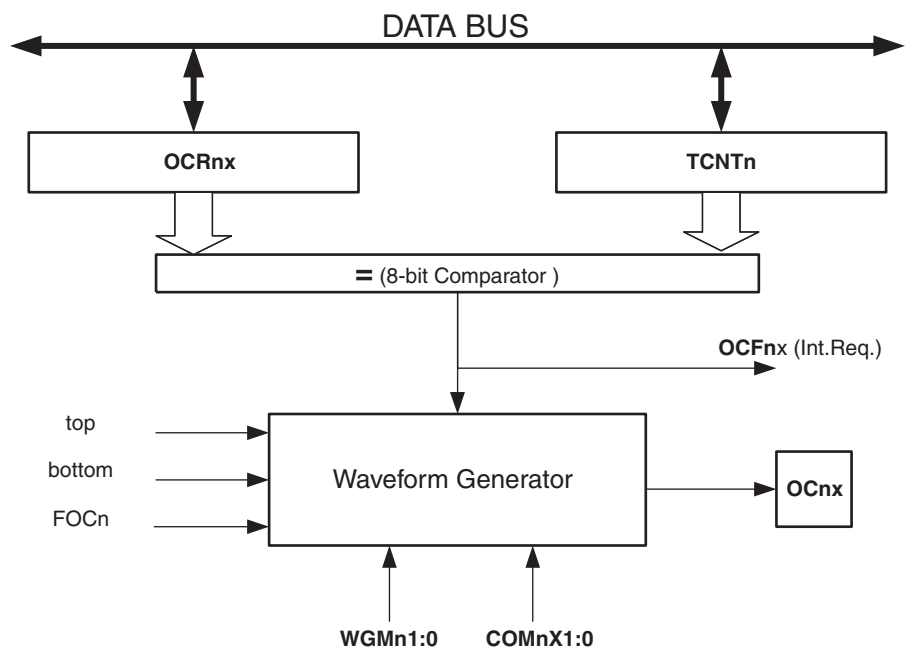 DATA BUS
OCRnx
TCNTn
= (8-bit Comparator )
OCFnx (Int.Req.)
top
bottom
FOCn
Waveform Generator
OCnx
WGMn1:0
COMnX1:0